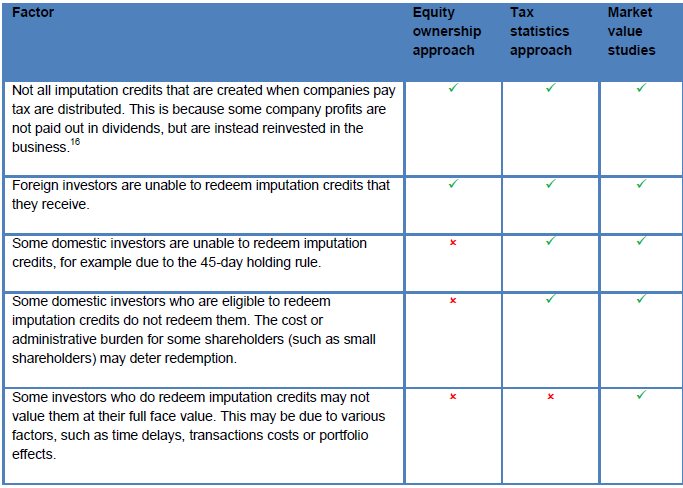 Factor
Equity ownership approach
Tax statistics approach
Market value studies
Not all imputation credits that are created when companies pay
tax are distributed. This is because some company profits are
not paid out in dividends, but are instead reinvested in the
business.16
✓ ✓ ✓
Foreign investors are unable to redeem imputation credits that
they receive.
✓ ✓ ✓
Some domestic investors are unable to redeem imputation
credits, for example due to the 45-day holding rule.
× ✓ ✓
Some domestic investors who are eligible to redeem
imputation credits do not redeem them. The cost or
administrative burden for some shareholders (such as small
shareholders) may deter redemption.
× ✓ ✓
Some investors who do redeem imputation credits may not
value them at their full face value. This may be due to various
factors, such as time delays, transactions costs or portfolio
effects.
× × ✓